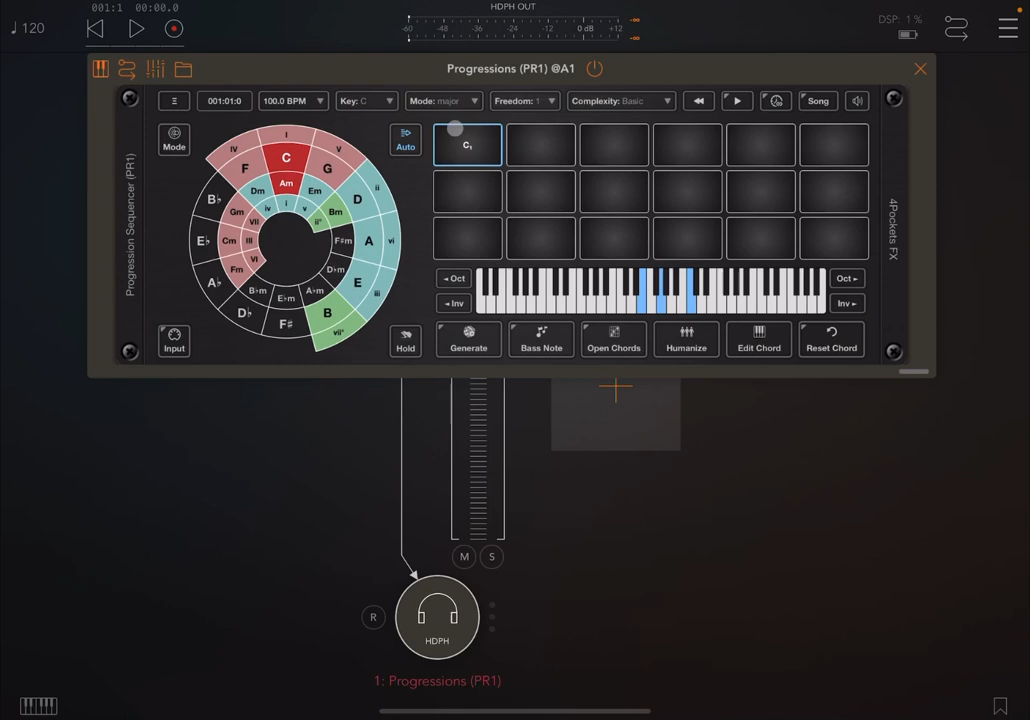 001:1 00:00.0
HDPH OUT
♩ 120
-60 -48 -36 -24 -12 0 dB +12
-∞
-∞
DSP: 1 %
Progressions (PR1) @A1
Ξ
001:01:0
100.0 BPM
Key: C
Mode: major
Freedom: 1
Complexity: Basic
Song
Mode
Auto
Input
Hold
Progression Sequencer (PR1)
4Pockets FX
IV I V
F C G
ii
D
vi
A
iii
E
vii°
B
F♯
D♭
A♭
E♭
B♭
Dm Am Em
Bm
F♯m
D♭m
A♭m
E♭m
B♭m
Fm
Cm
Gm
iv i v
ii°
VII
III
VI
C₁
◄ Oct
Oct ►
◄ Inv
Inv ►
Generate
Bass Note
Open Chords
Humanize
Edit Chord
Reset Chord
M S
R
HDPH
1: Progressions (PR1)